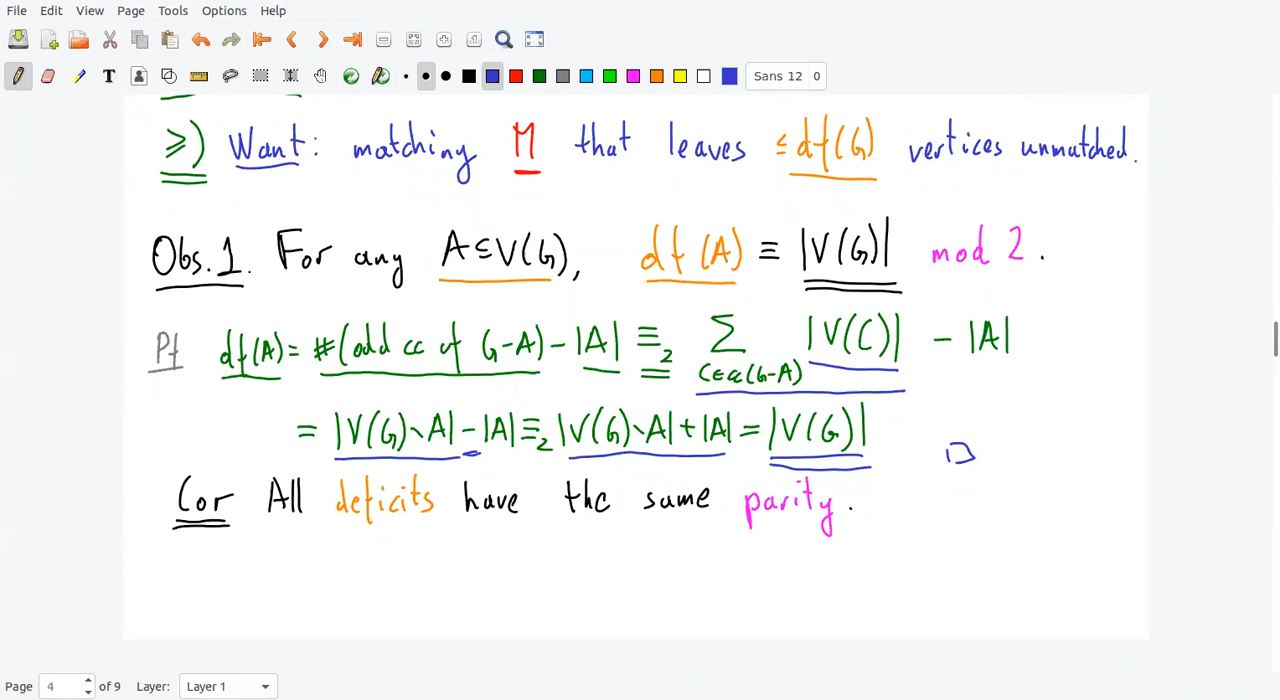 File Edit View Page Tools Options Help
Sans 12 0
≥) Want: matching M that leaves ≤ df(G) vertices unmatched.
Obs.1. For any A⊆V(G), df(A) ≡ |V(G)| mod 2.
Pf df(A) = #(odd cc of G-A) - |A| ≡₂ ∑ |V(C)| - |A|
C∈cc(G-A)
= |V(G)∖A| - |A| ≡₂ |V(G)∖A| + |A| = |V(G)| □
Cor All deficits have the same parity.
Page 4 of 9 Layer: Layer 1